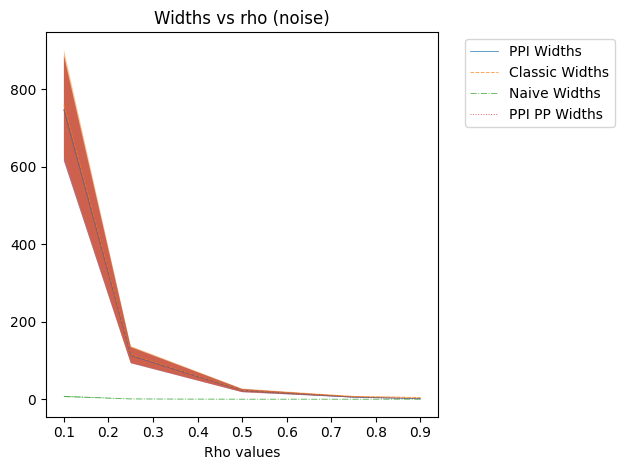 Widths vs rho (noise)
PPI Widths
Classic Widths
Naive Widths
PPI PP Widths
800
600
400
200
0
0.1 0.2 0.3 0.4 0.5 0.6 0.7 0.8 0.9
Rho values